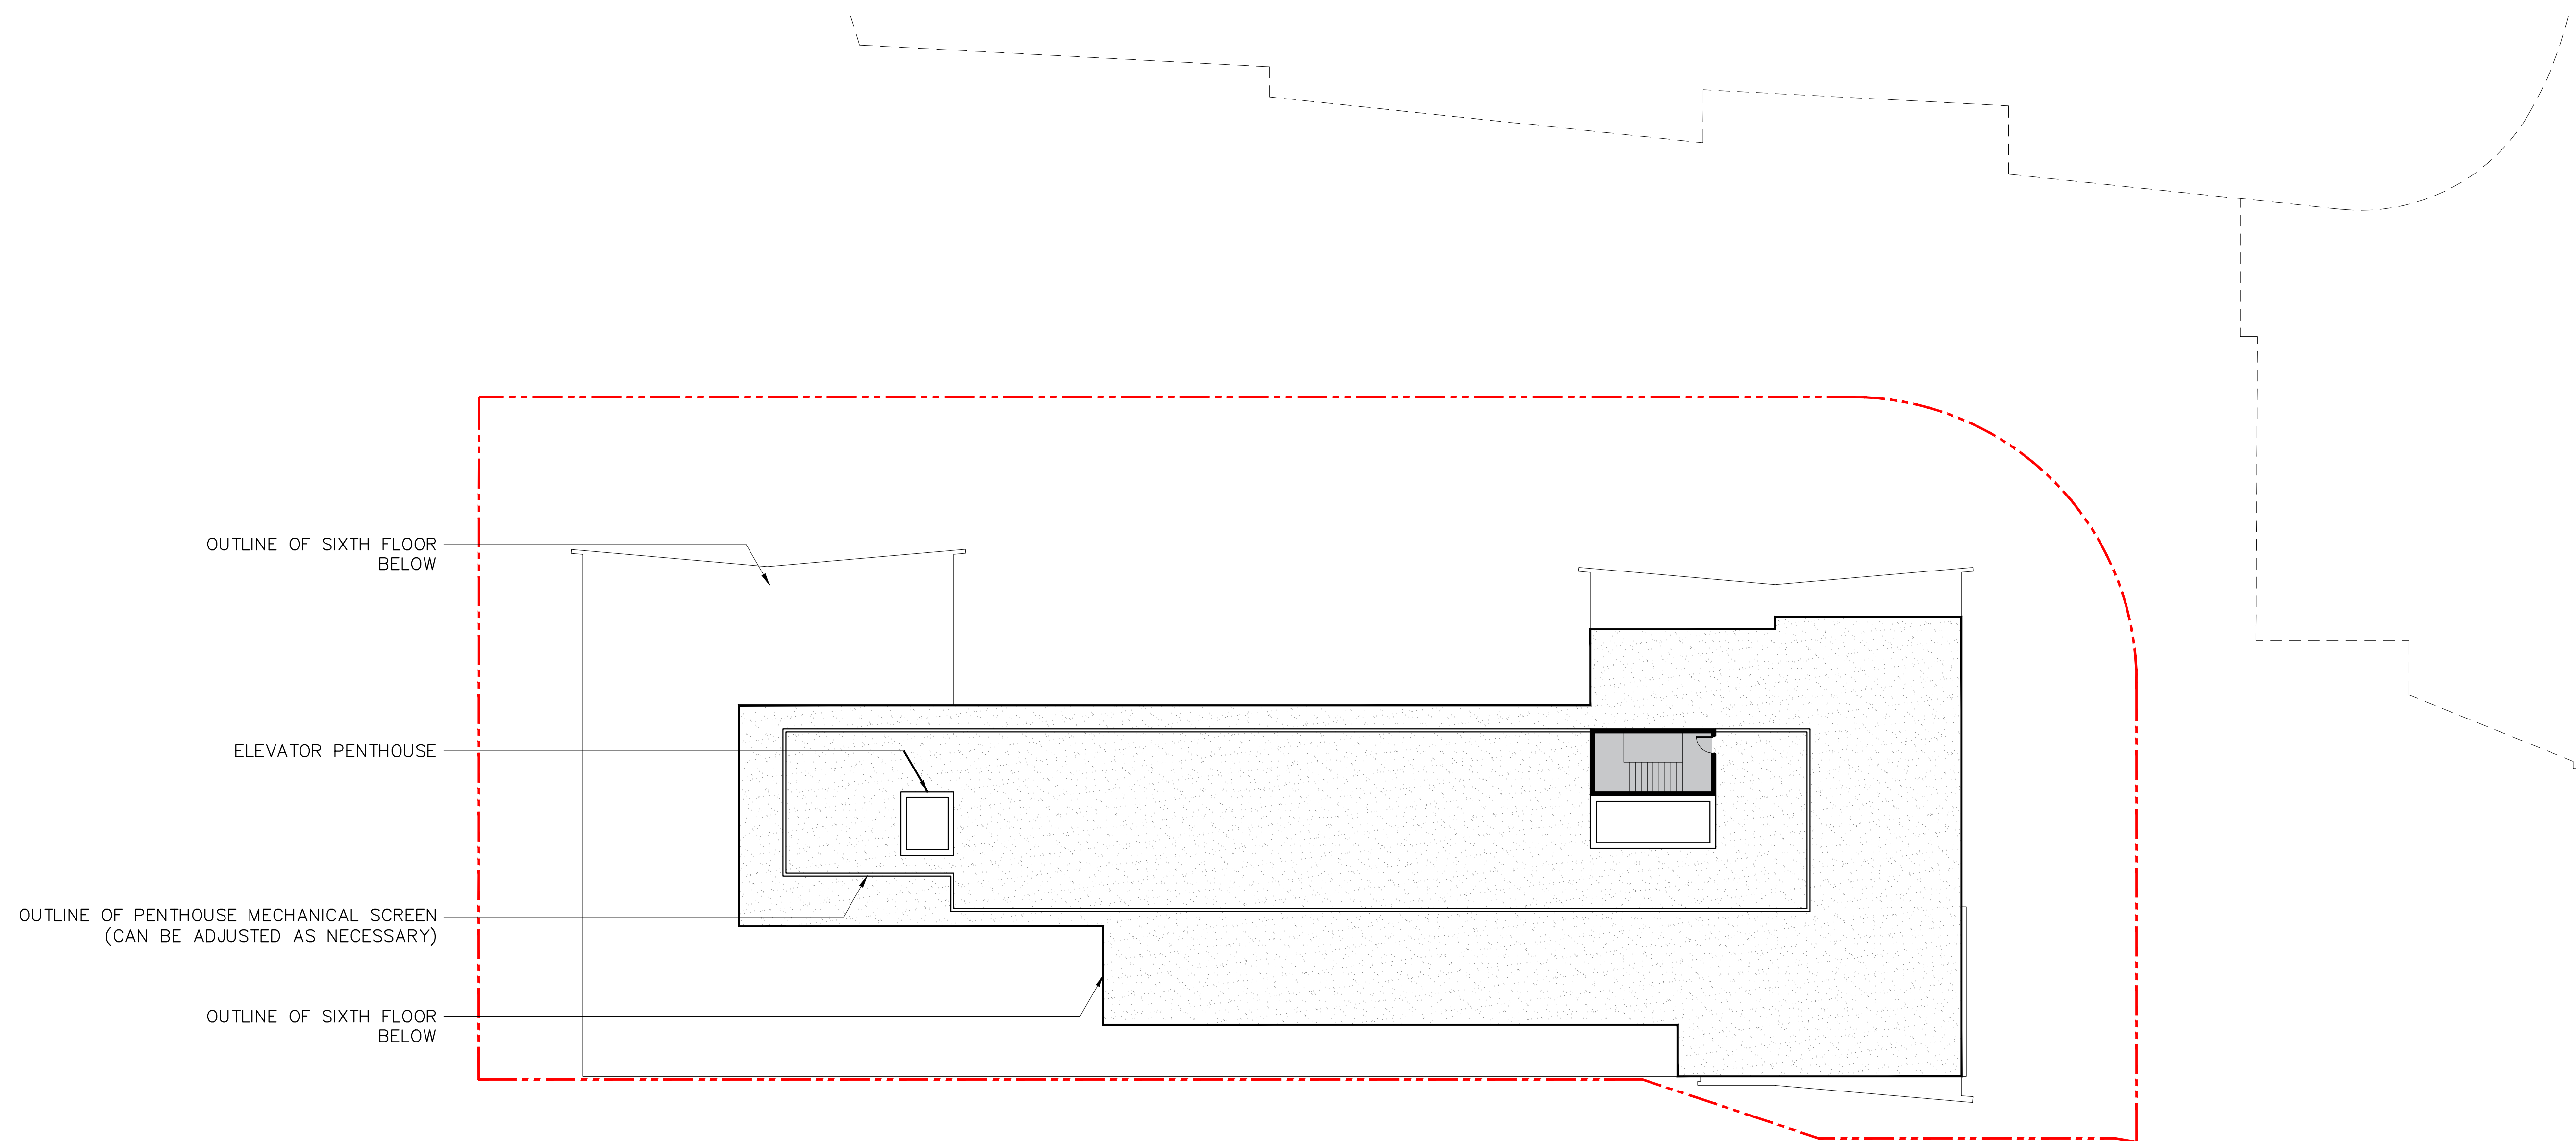 OUTLINE OF SIXTH FLOOR
BELOW
ELEVATOR PENTHOUSE
OUTLINE OF PENTHOUSE MECHANICAL SCREEN
(CAN BE ADJUSTED AS NECESSARY)
OUTLINE OF SIXTH FLOOR
BELOW